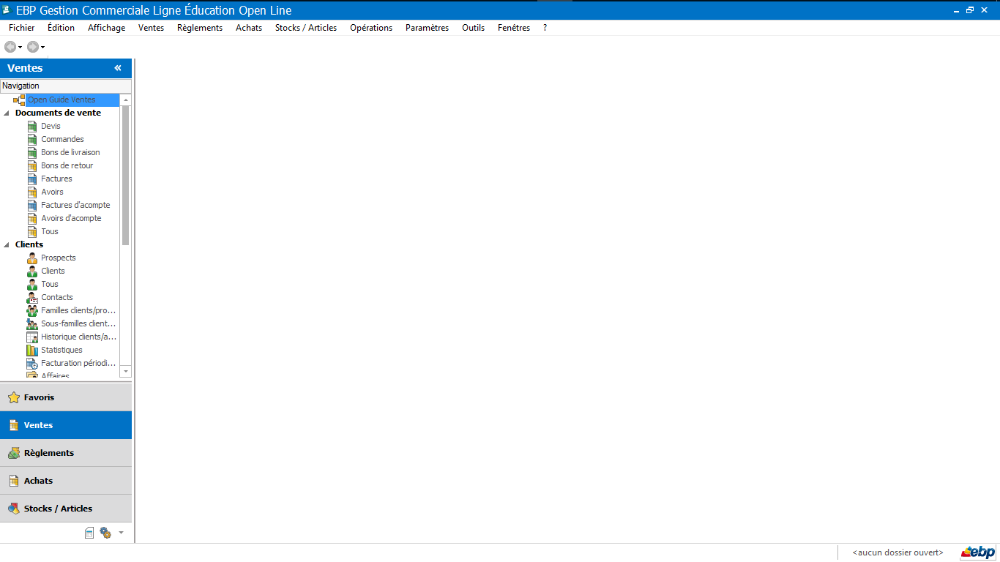 EBP Gestion Commerciale Ligne Éducation Open Line
Fichier Édition Affichage Ventes Règlements Achats Stocks / Articles Opérations Paramètres Outils Fenêtres ?
Ventes «
Navigation
Open Guide Ventes
Documents de vente
Devis
Commandes
Bons de livraison
Bons de retour
Factures
Avoirs
Factures d'acompte
Avoirs d'acompte
Tous
Clients
Prospects
Clients
Tous
Contacts
Familles clients/pro...
Sous-familles client...
Historique clients/a...
Statistiques
Facturation périodi...
Affaires
Favoris
Ventes
Règlements
Achats
Stocks / Articles
<aucun dossier ouvert>
ebp